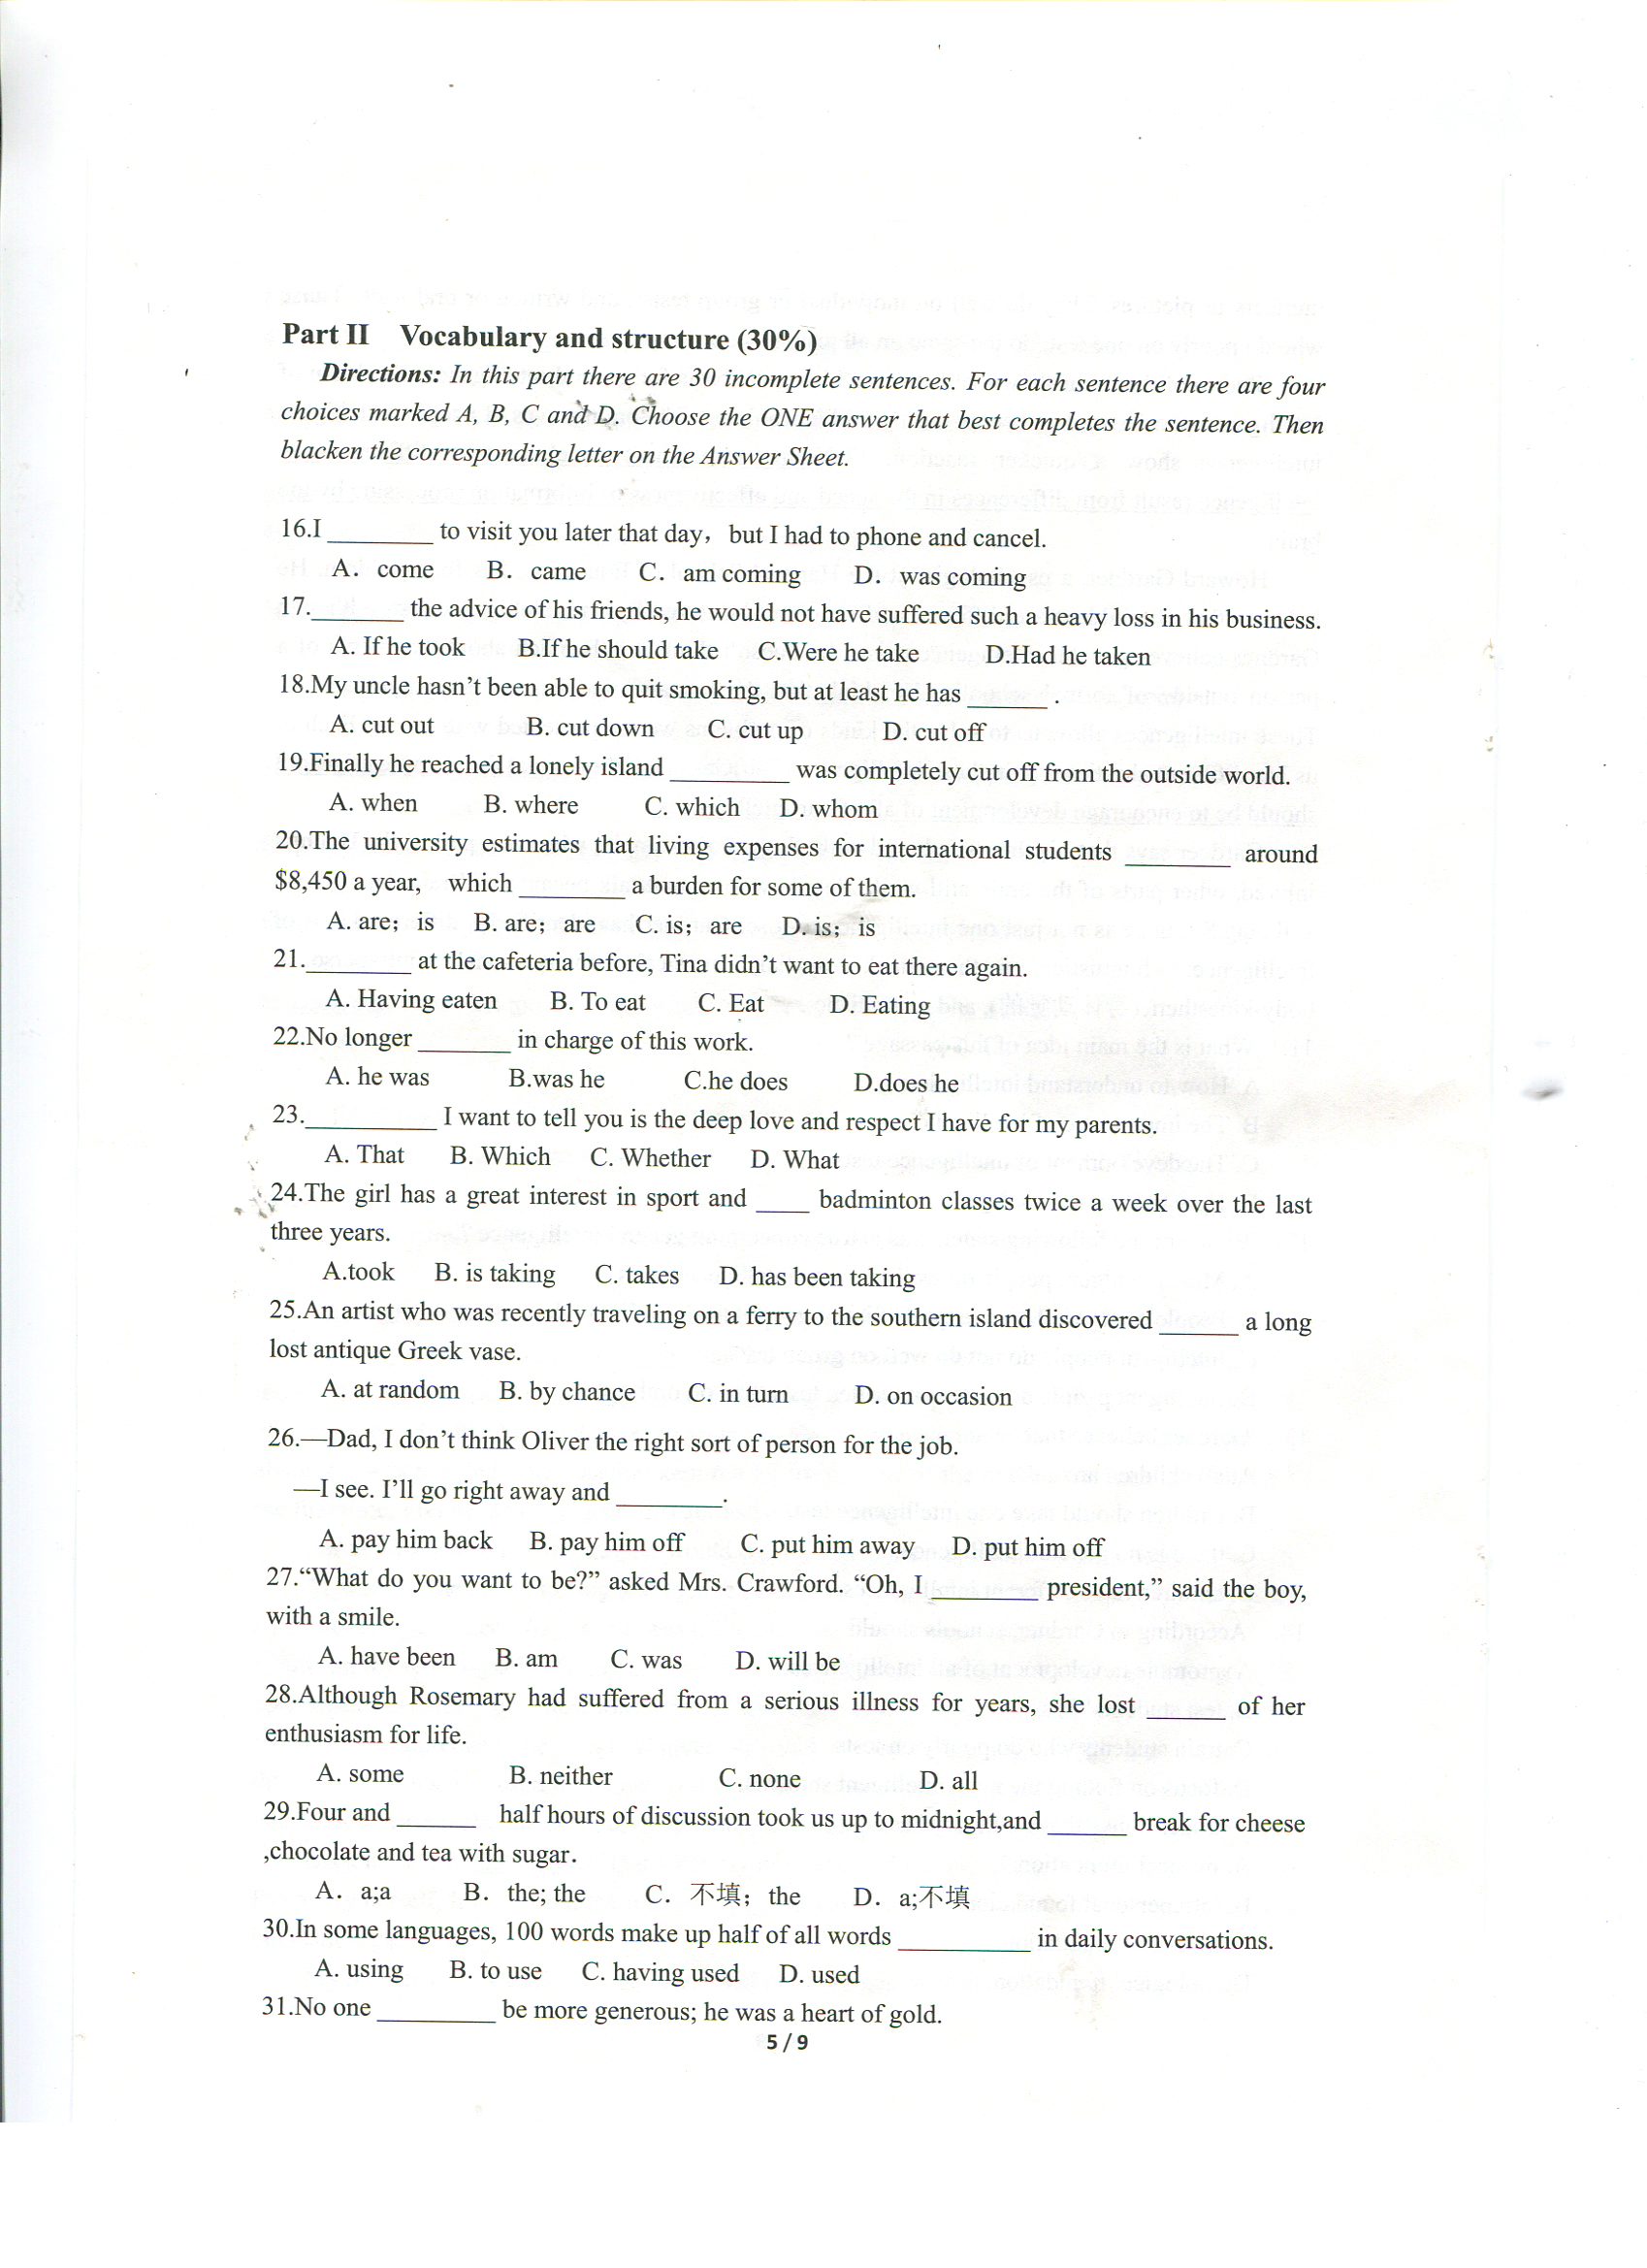 Part II Vocabulary and structure (30%)
Directions: In this part there are 30 incomplete sentences. For each sentence there are four
choices marked A, B, C and D. Choose the ONE answer that best completes the sentence. Then
blacken the corresponding letter on the Answer Sheet.
16.I ________ to visit you later that day，but I had to phone and cancel.
A. come B. came C. am coming D. was coming
17._______ the advice of his friends, he would not have suffered such a heavy loss in his business.
A. If he took B.If he should take C.Were he take D.Had he taken
18.My uncle hasn't been able to quit smoking, but at least he has ______ .
A. cut out B. cut down C. cut up D. cut off
19.Finally he reached a lonely island _________ was completely cut off from the outside world.
A. when B. where C. which D. whom
20.The university estimates that living expenses for international students ________ around
$8,450 a year, which ________ a burden for some of them.
A. are；is B. are；are C. is；are D. is；is
21.________ at the cafeteria before, Tina didn't want to eat there again.
A. Having eaten B. To eat C. Eat D. Eating
22.No longer _______ in charge of this work.
A. he was B.was he C.he does D.does he
23.__________ I want to tell you is the deep love and respect I have for my parents.
A. That B. Which C. Whether D. What
24.The girl has a great interest in sport and ____ badminton classes twice a week over the last
three years.
A.took B. is taking C. takes D. has been taking
25.An artist who was recently traveling on a ferry to the southern island discovered ______ a long
lost antique Greek vase.
A. at random B. by chance C. in turn D. on occasion
26.—Dad, I don't think Oliver the right sort of person for the job.
—I see. I'll go right away and ________.
A. pay him back B. pay him off C. put him away D. put him off
27."What do you want to be?" asked Mrs. Crawford. "Oh, I ________ president," said the boy,
with a smile.
A. have been B. am C. was D. will be
28.Although Rosemary had suffered from a serious illness for years, she lost ______ of her
enthusiasm for life.
A. some B. neither C. none D. all
29.Four and ______ half hours of discussion took us up to midnight,and ______ break for cheese
,chocolate and tea with sugar.
A. a;a B. the; the C. 不填；the D. a;不填
30.In some languages, 100 words make up half of all words __________ in daily conversations.
A. using B. to use C. having used D. used
31.No one _________ be more generous; he was a heart of gold.
5 / 9